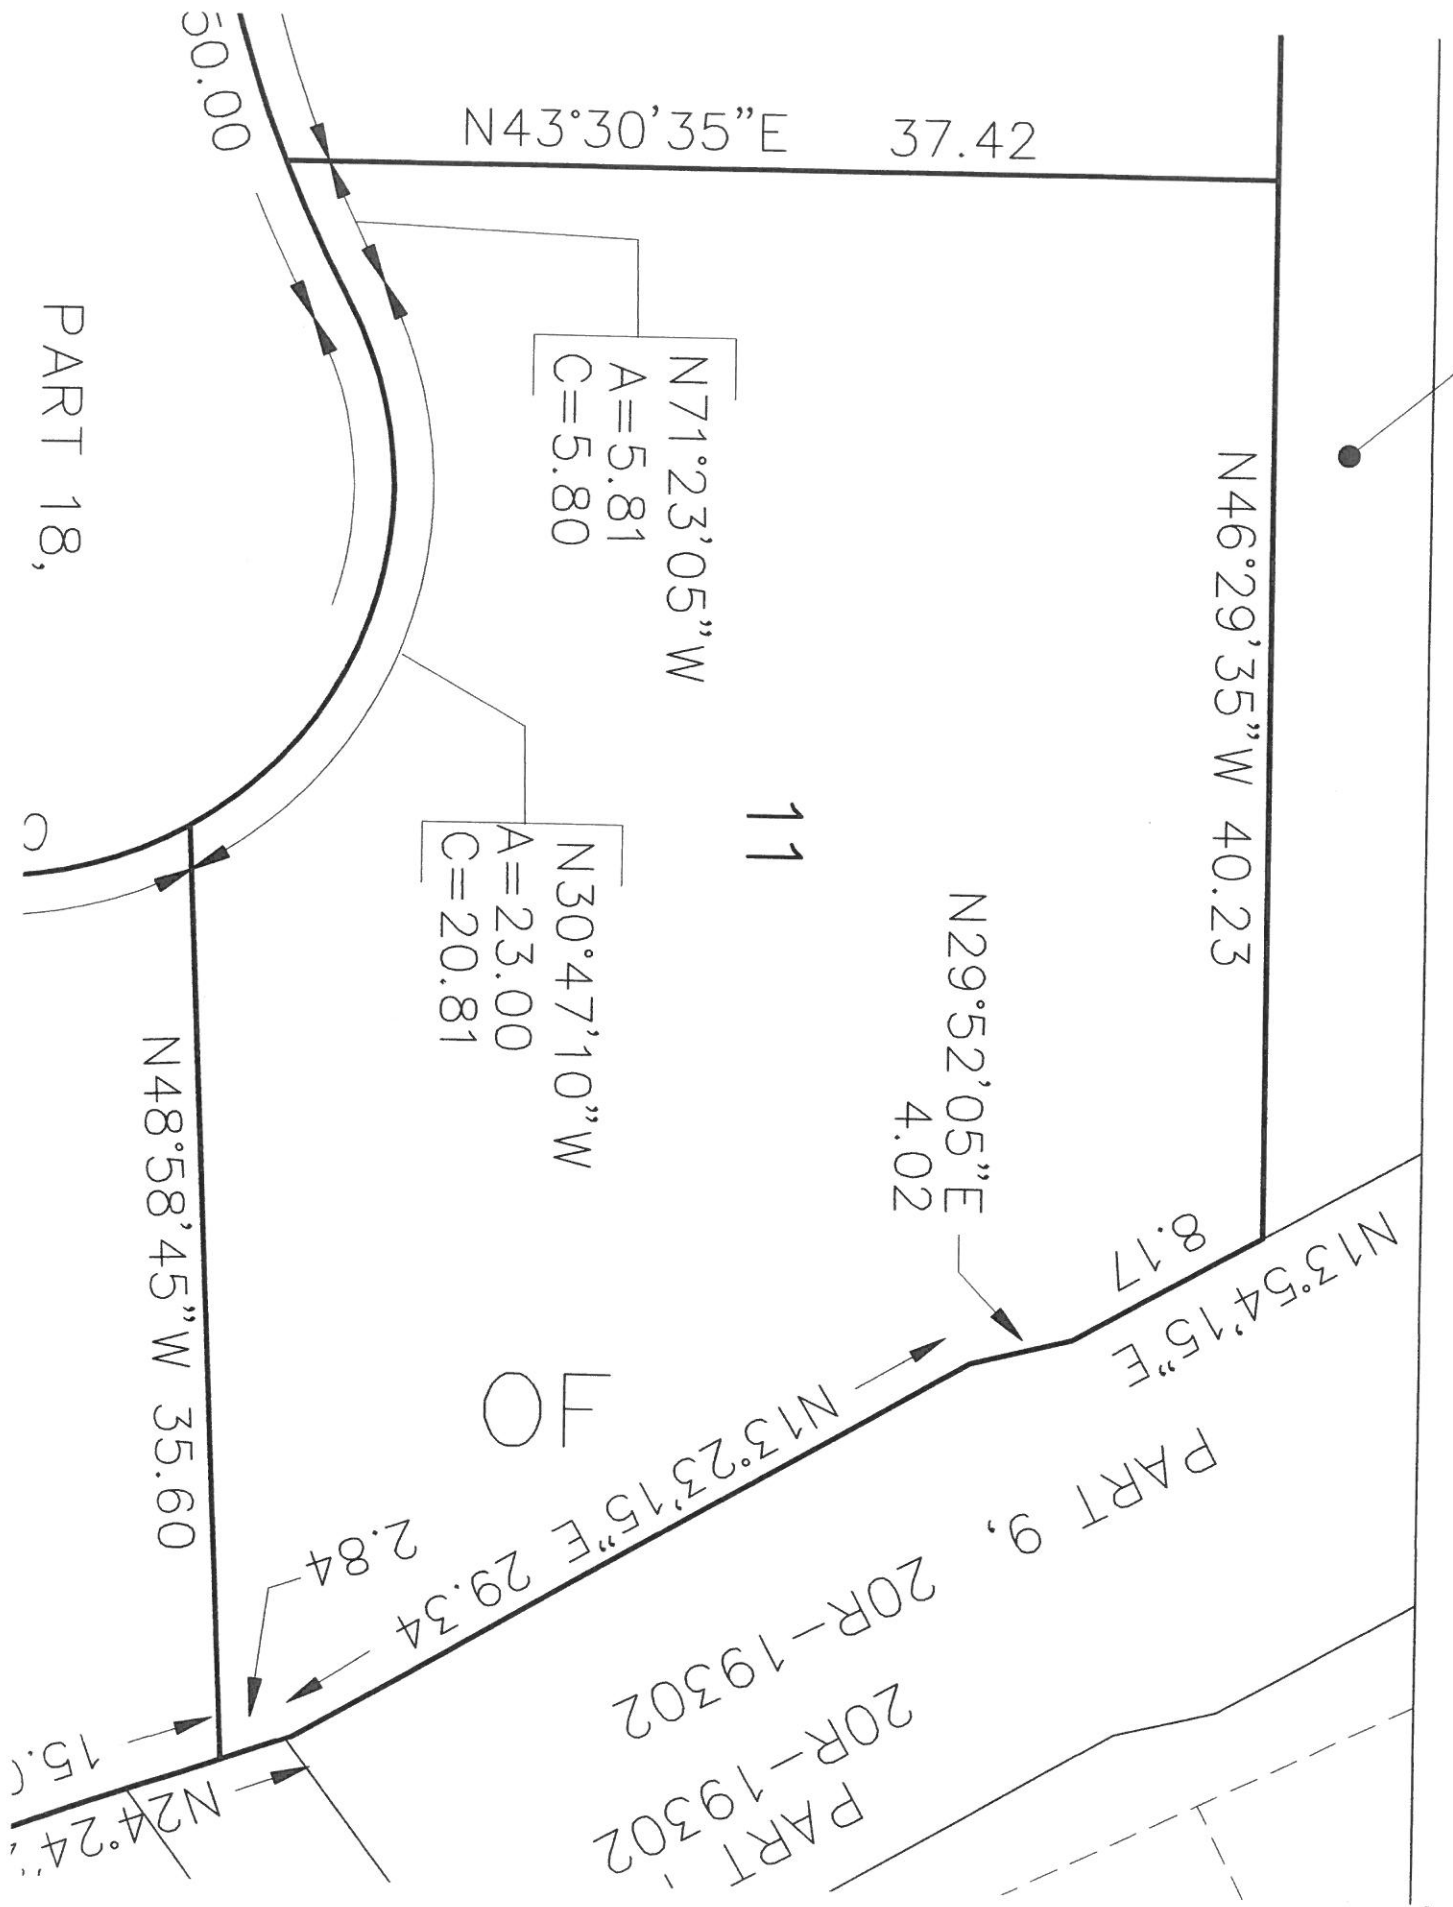 50.00
N43°30'35"E 37.42
N71°23'05"W
A=5.81
C=5.80
PART 18,
N46°29'35"W 40.23
11
N30°47'10"W
A=23.00
C=20.81
N29°52'05"E
4.02
8.17
N13°54'15"E
N48°58'45"W 35.60
OF
N13°23'15"E 29.34
2.84
PART 9, 20R-19302
PART
20R-19302
15.
N24°24'